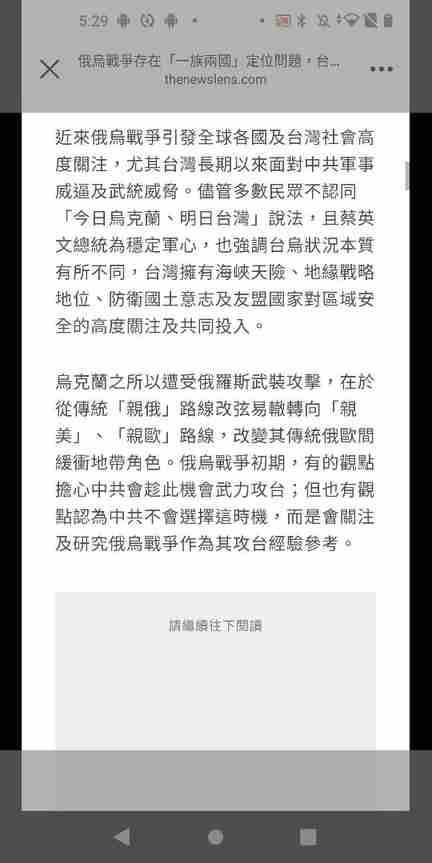 5:29
俄烏戰爭存在「一族兩國」定位問題，台...
thenewslens.com
近來俄烏戰爭引發全球各國及台灣社會高
度關注，尤其台灣長期以來面對中共軍事
威逼及武統威脅。儘管多數民眾不認同
「今日烏克蘭、明日台灣」說法，且蔡英
文總統為穩定軍心，也強調台烏狀況本質
有所不同，台灣擁有海峽天險、地緣戰略
地位、防衛國土意志及友盟國家對區域安
全的高度關注及共同投入。
烏克蘭之所以遭受俄羅斯武裝攻擊，在於
從傳統「親俄」路線改弦易轍轉向「親
美」、「親歐」路線，改變其傳統俄歐間
緩衝地帶角色。俄烏戰爭初期，有的觀點
擔心中共會趁此機會武力攻台；但也有觀
點認為中共不會選擇這時機，而是會關注
及研究俄烏戰爭作為其攻台經驗參考。
請繼續往下閱讀